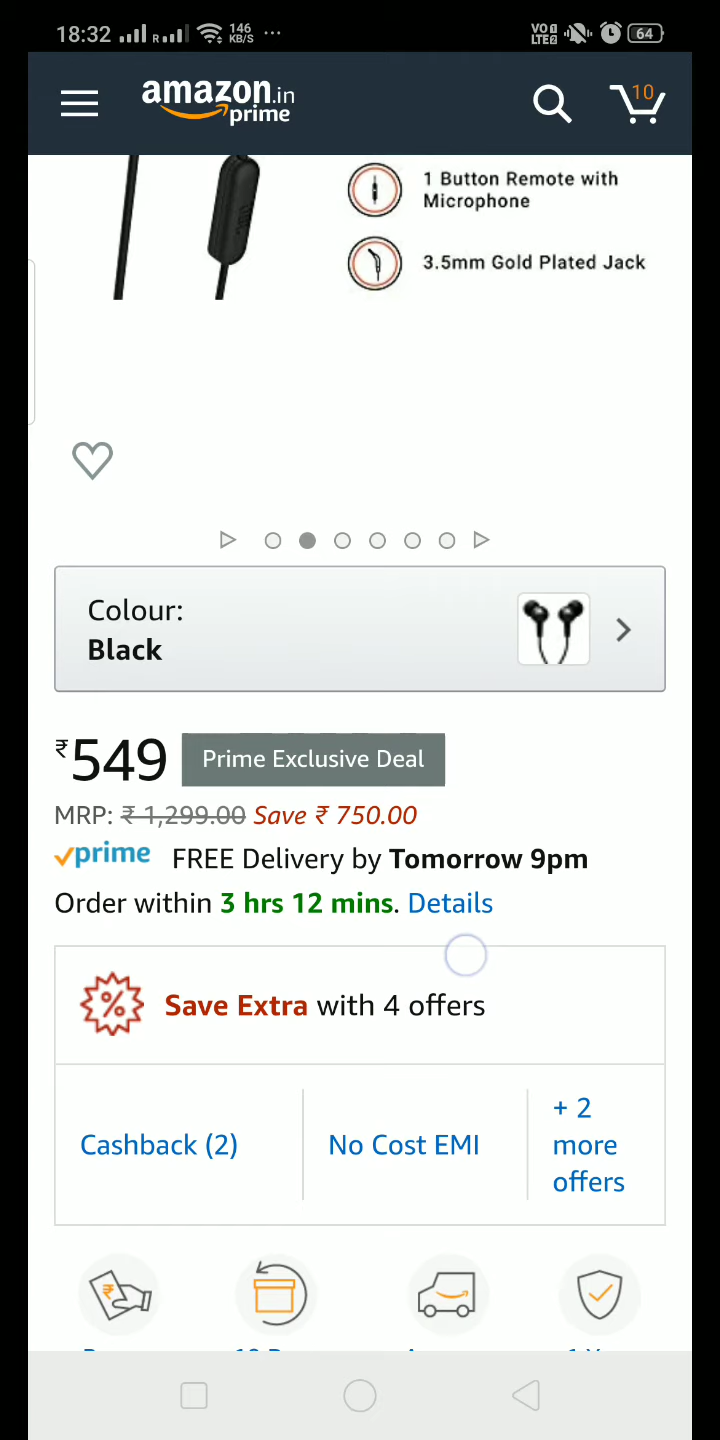 18:32 R 146 KB/S ... VO LTE2 64
amazon.in
prime
10
1 Button Remote with
Microphone
3.5mm Gold Plated Jack
Colour:
Black
₹549 Prime Exclusive Deal
MRP: ₹ 1,299.00 Save ₹ 750.00
prime FREE Delivery by Tomorrow 9pm
Order within 3 hrs 12 mins. Details
Save Extra with 4 offers
Cashback (2) No Cost EMI + 2
more
offers